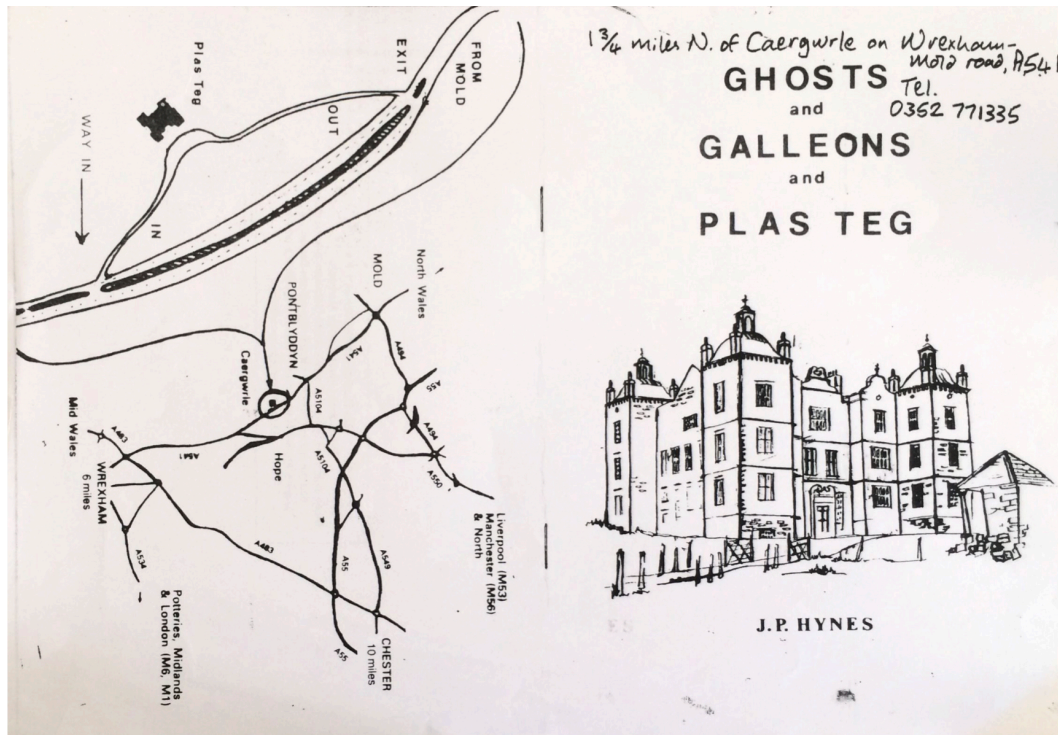 1 3/4 miles N. of Caergwrle on Wrexham-
Mold road, A541
Tel.
0352 771335
GHOSTS
and
GALLEONS
and
PLAS TEG
J.P. HYNES
FROM
MOLD
EXIT
OUT
Plas Teg
WAY IN
IN
North Wales
MOLD
PONTBLYDDYN
A541
A494
A55
Caergwrle
A5104
A494
A550
Hope
A5104
Mid
Wales
A483
A541
WREXHAM
6 miles
A534
A483
A55
A549
Liverpool (M53)
Manchester (M56)
& North
Potteries, Midlands
& London (M6, M1)
A55
CHESTER
10 miles